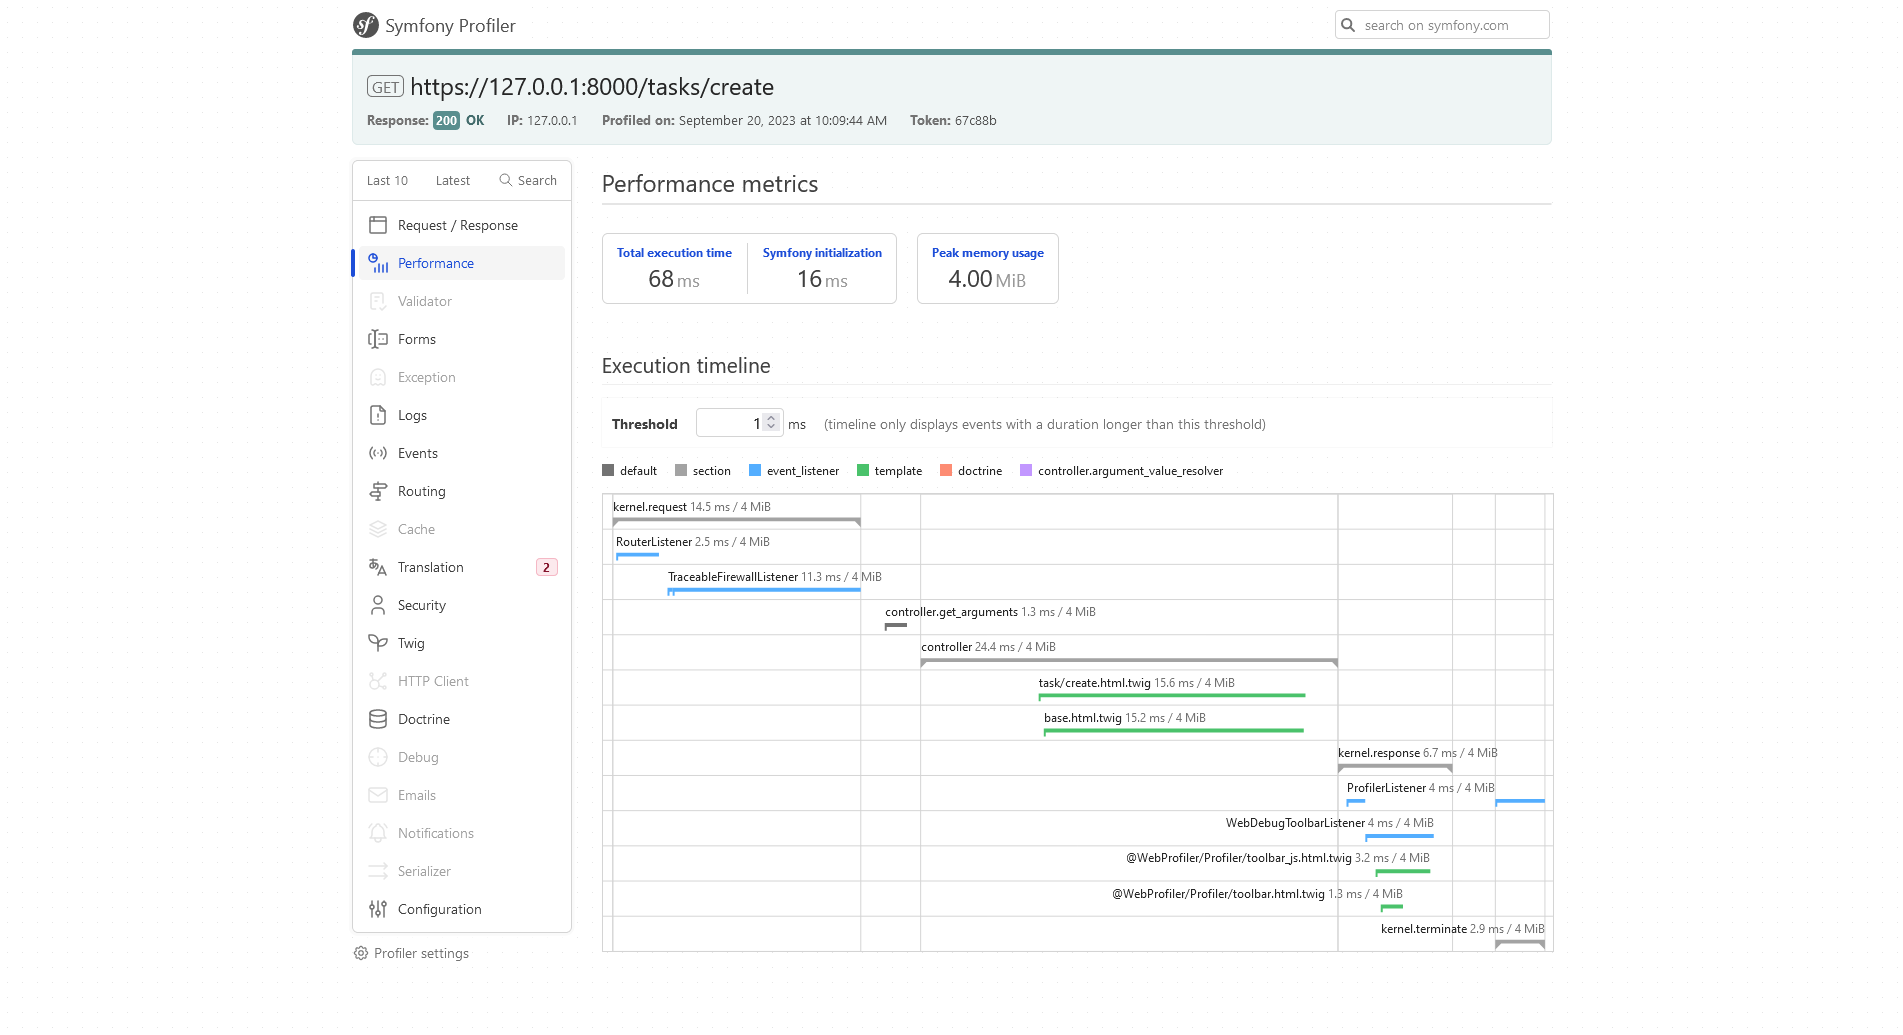 Symfony Profiler
search on symfony.com
GET https://127.0.0.1:8000/tasks/create
Response: 200 OK IP: 127.0.0.1 Profiled on: September 20, 2023 at 10:09:44 AM Token: 67c88b
Last 10 Latest Search
Request / Response
Performance
Validator
Forms
Exception
Logs
Events
Routing
Cache
Translation 2
Security
Twig
HTTP Client
Doctrine
Debug
Emails
Notifications
Serializer
Configuration
Profiler settings
Performance metrics
Total execution time
68 ms
Symfony initialization
16 ms
Peak memory usage
4.00 MiB
Execution timeline
Threshold 1 ms (timeline only displays events with a duration longer than this threshold)
default section event_listener template doctrine controller.argument_value_resolver
kernel.request 14.5 ms / 4 MiB
RouterListener 2.5 ms / 4 MiB
TraceableFirewallListener 11.3 ms / 4 MiB
controller.get_arguments 1.3 ms / 4 MiB
controller 24.4 ms / 4 MiB
task/create.html.twig 15.6 ms / 4 MiB
base.html.twig 15.2 ms / 4 MiB
kernel.response 6.7 ms / 4 MiB
ProfilerListener 4 ms / 4 MiB
WebDebugToolbarListener 4 ms / 4 MiB
@WebProfiler/Profiler/toolbar_js.html.twig 3.2 ms / 4 MiB
@WebProfiler/Profiler/toolbar.html.twig 1.3 ms / 4 MiB
kernel.terminate 2.9 ms / 4 MiB